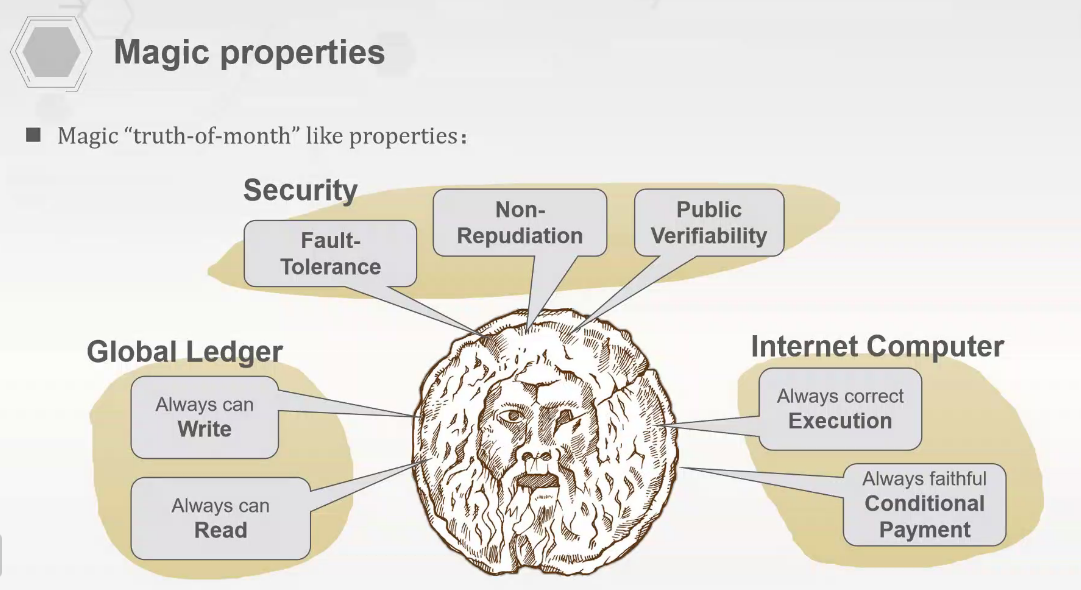 Magic properties
Magic “truth-of-month” like properties：
Security
Fault-
Tolerance
Non-
Repudiation
Public
Verifiability
Global Ledger
Always can
Write
Always can
Read
Internet Computer
Always correct
Execution
Always faithful
Conditional
Payment